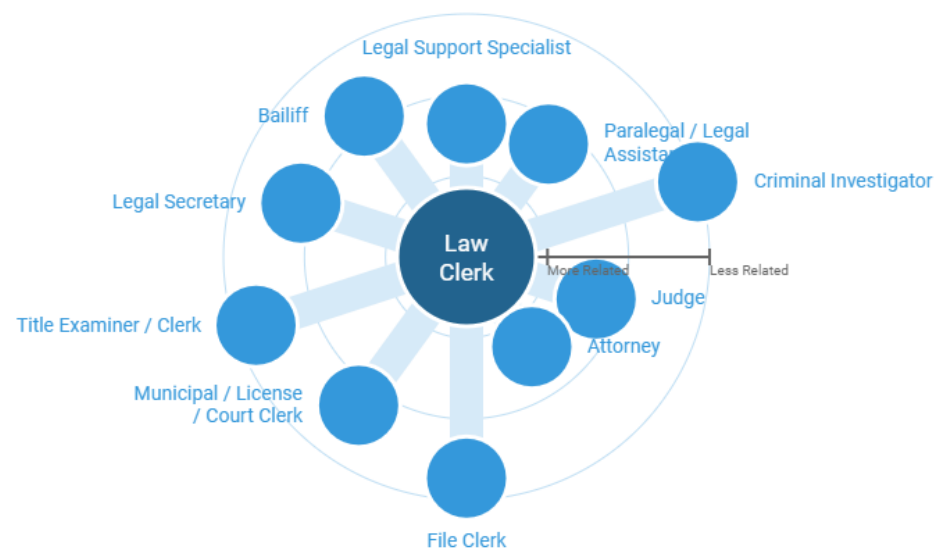 Legal Support Specialist
Bailiff
Paralegal / Legal
Legal Secretary
Criminal Investigator
Law
Clerk
More Related
Less Related
Judge
Title Examiner / Clerk
Attorney
Municipal / License
/ Court Clerk
File Clerk